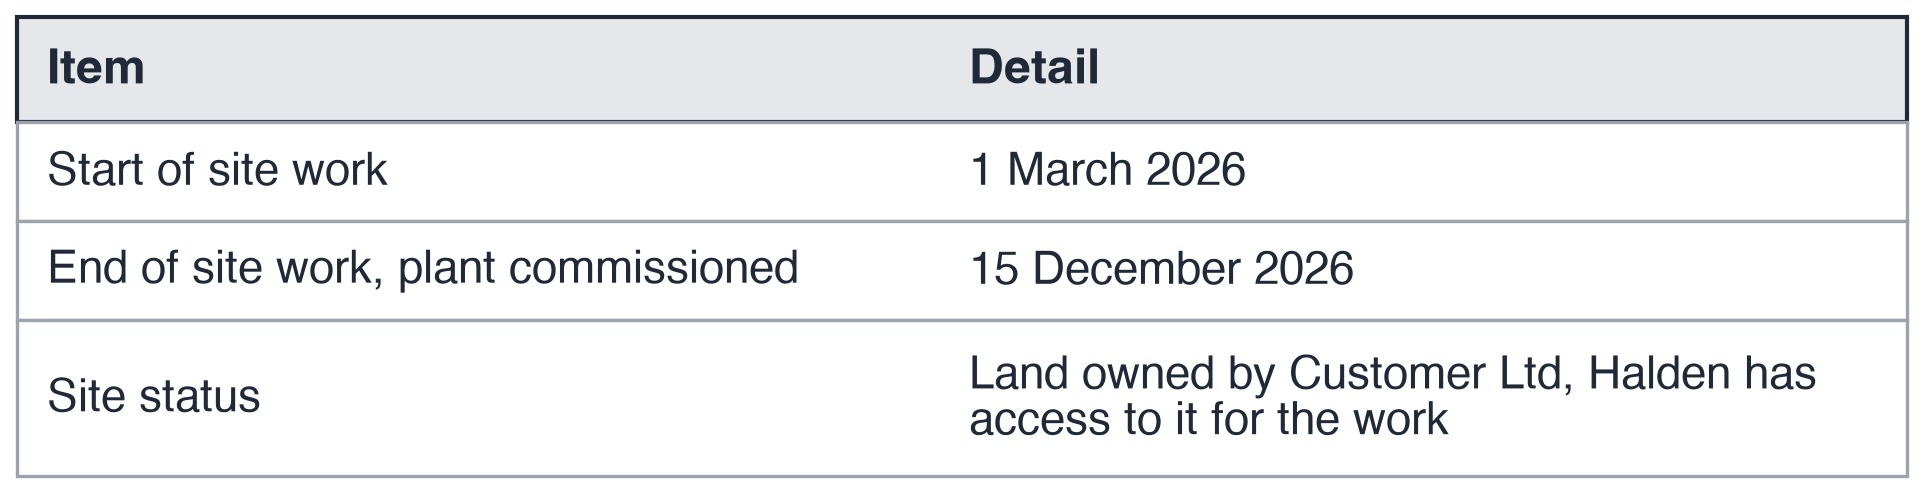 Item Detail
Start of site work 1 March 2026
End of site work, plant commissioned 15 December 2026
Site status Land owned by Customer Ltd, Halden has
access to it for the work